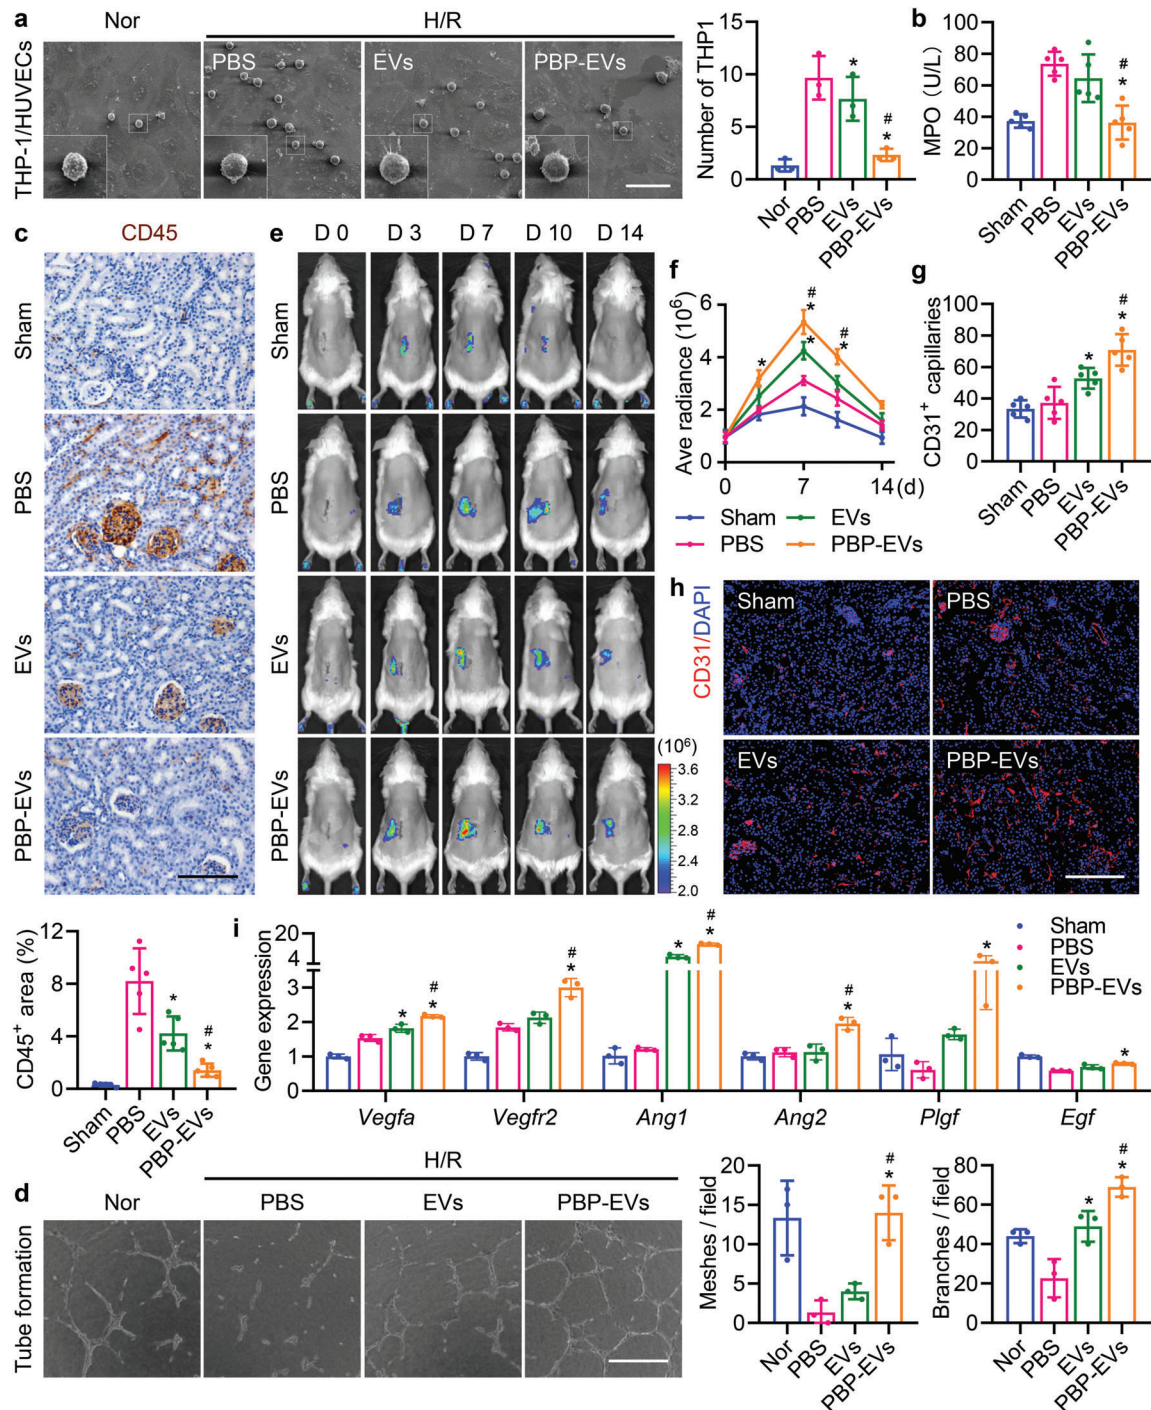 a
Nor
H/R
PBS
EVs
PBP-EVs
THP-1/HUVECs
Number of THP1
15
10
5
0
*
#
*
Nor
PBS
EVs
PBP-EVs
b
MPO (U/L)
100
80
60
40
20
0
#
*
Sham
PBS
EVs
PBP-EVs
c
CD45
Sham
PBS
EVs
PBP-EVs
CD45+ area (%)
12
8
4
0
*
#
*
Sham
PBS
EVs
PBP-EVs
e
D 0
D 3
D 7
D 10
D 14
Sham
PBS
EVs
PBP-EVs
(10⁶)
3.6
3.2
2.8
2.4
2.0
f
Ave radiance (10⁶)
6
4
2
0
*
#
*
*
#
*
0
7
14 (d)
Sham
EVs
PBS
PBP-EVs
g
CD31+ capillaries
100
80
60
40
20
0
*
#
*
Sham
PBS
EVs
PBP-EVs
h
CD31/DAPI
Sham
PBS
EVs
PBP-EVs
i
Gene expression
20
4
3
2
1
0
*
#
*
#
*
*
#
*
#
*
*
*
Vegfa
Vegfr2
Ang1
Ang2
Plgf
Egf
Sham
PBS
EVs
PBP-EVs
d
H/R
Nor
PBS
EVs
PBP-EVs
Tube formation
Meshes / field
20
15
10
5
0
#
*
Nor
PBS
EVs
PBP-EVs
Branches / field
80
60
40
20
0
*
#
*
Nor
PBS
EVs
PBP-EVs